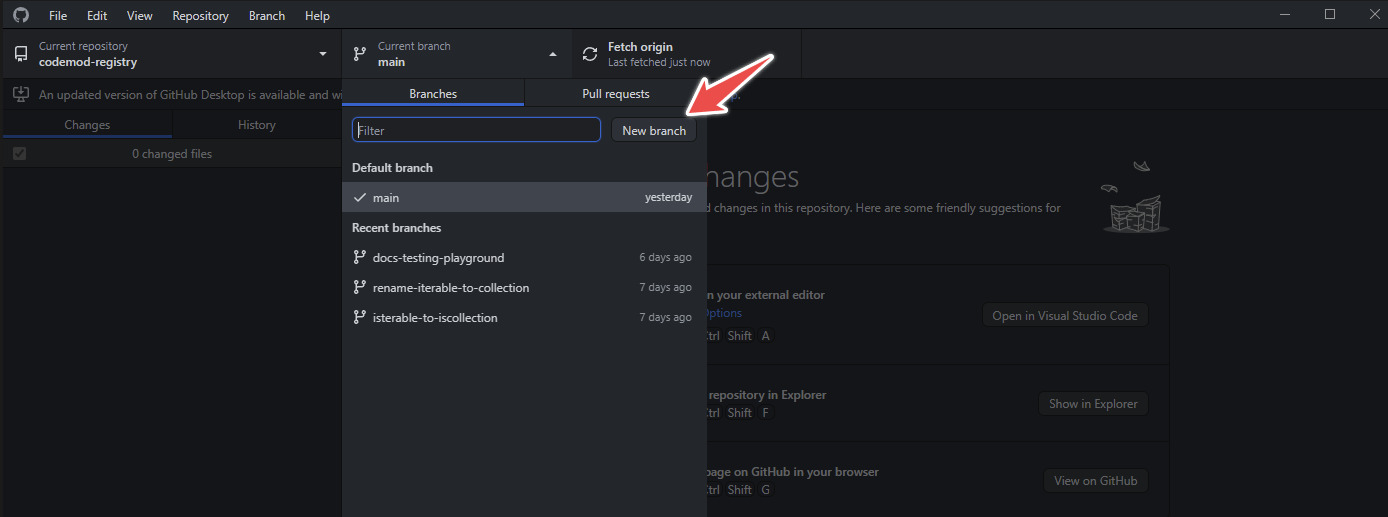 File Edit View Repository Branch Help
Current repository
codemod-registry
Current branch
main
Fetch origin
Last fetched just now
An updated version of GitHub Desktop is available and
Branches
Pull requests
Changes
History
Filter
New branch
0 changed files
Default branch
main
yesterday
Recent branches
docs-testing-playground
6 days ago
rename-iterable-to-collection
7 days ago
isterable-to-iscollection
7 days ago
hanges
d changes in this repository. Here are some friendly suggestions for
n your external editor
Options
Ctrl Shift A
Open in Visual Studio Code
repository in Explorer
Ctrl Shift F
Show in Explorer
page on GitHub in your browser
Ctrl Shift G
View on GitHub